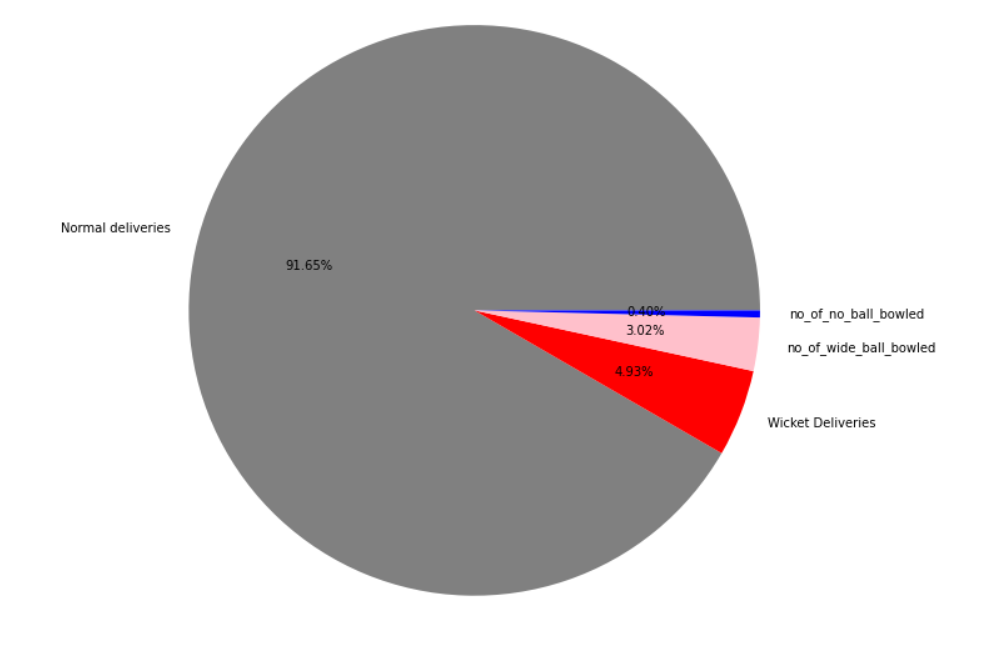 Normal deliveries
91.65%
0.40%
no_of_no_ball_bowled
3.02%
no_of_wide_ball_bowled
4.93%
Wicket Deliveries